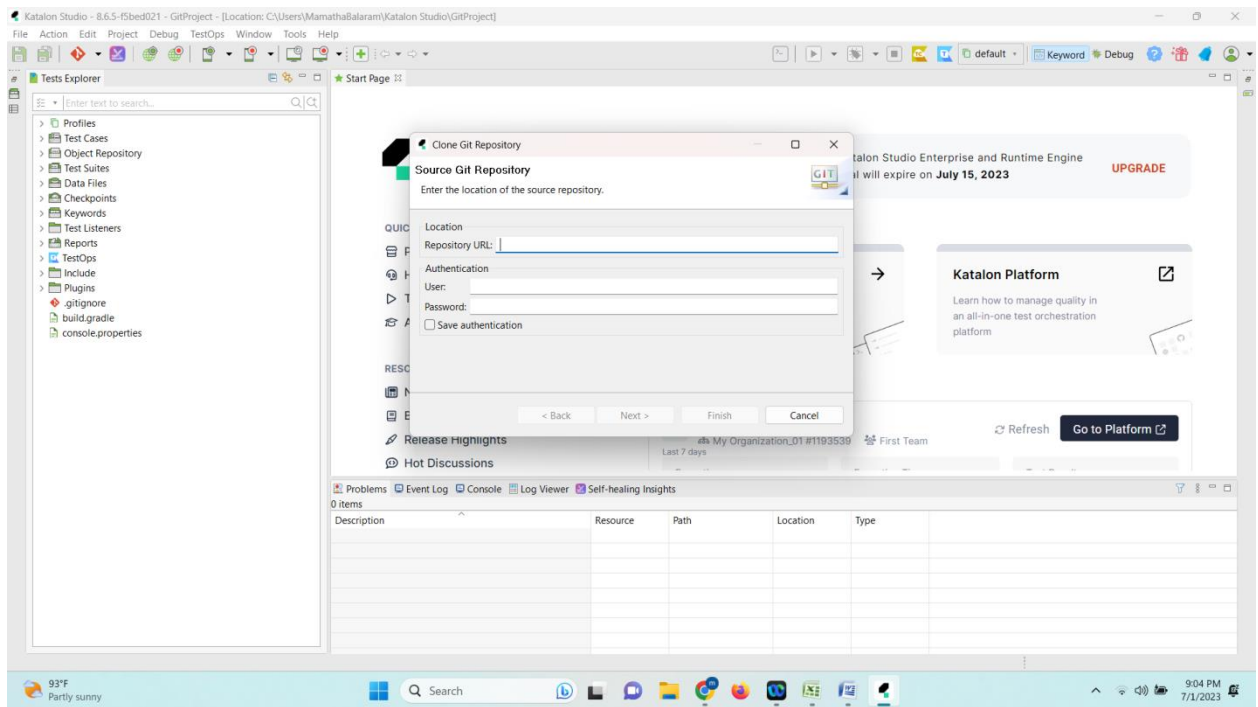 Katalon Studio - 8.6.5-f5bed021 - GitProject - [Location: C:\Users\MamathaBalaram\Katalon Studio\GitProject]
File Action Edit Project Debug TestOps Window Tools Help
default Keyword Debug
Tests Explorer
Start Page
Enter text to search...
Profiles
Test Cases
Object Repository
Test Suites
Data Files
Checkpoints
Keywords
Test Listeners
Reports
TestOps
Include
Plugins
.gitignore
build.gradle
console.properties
Clone Git Repository
Source Git Repository
Enter the location of the source repository.
GIT
Location
Repository URL:
Authentication
User:
Password:
Save authentication
< Back Next > Finish Cancel
talon Studio Enterprise and Runtime Engine
al will expire on July 15, 2023
UPGRADE
QUIC
RESC
Release Highlights
Hot Discussions
Katalon Platform
Learn how to manage quality in
an all-in-one test orchestration
platform
My Organization_01 #1193539 First Team
Last 7 days
Refresh
Go to Platform
Problems Event Log Console Log Viewer Self-healing Insights
0 items
Description Resource Path Location Type
93°F
Partly sunny
Search
9:04 PM
7/1/2023